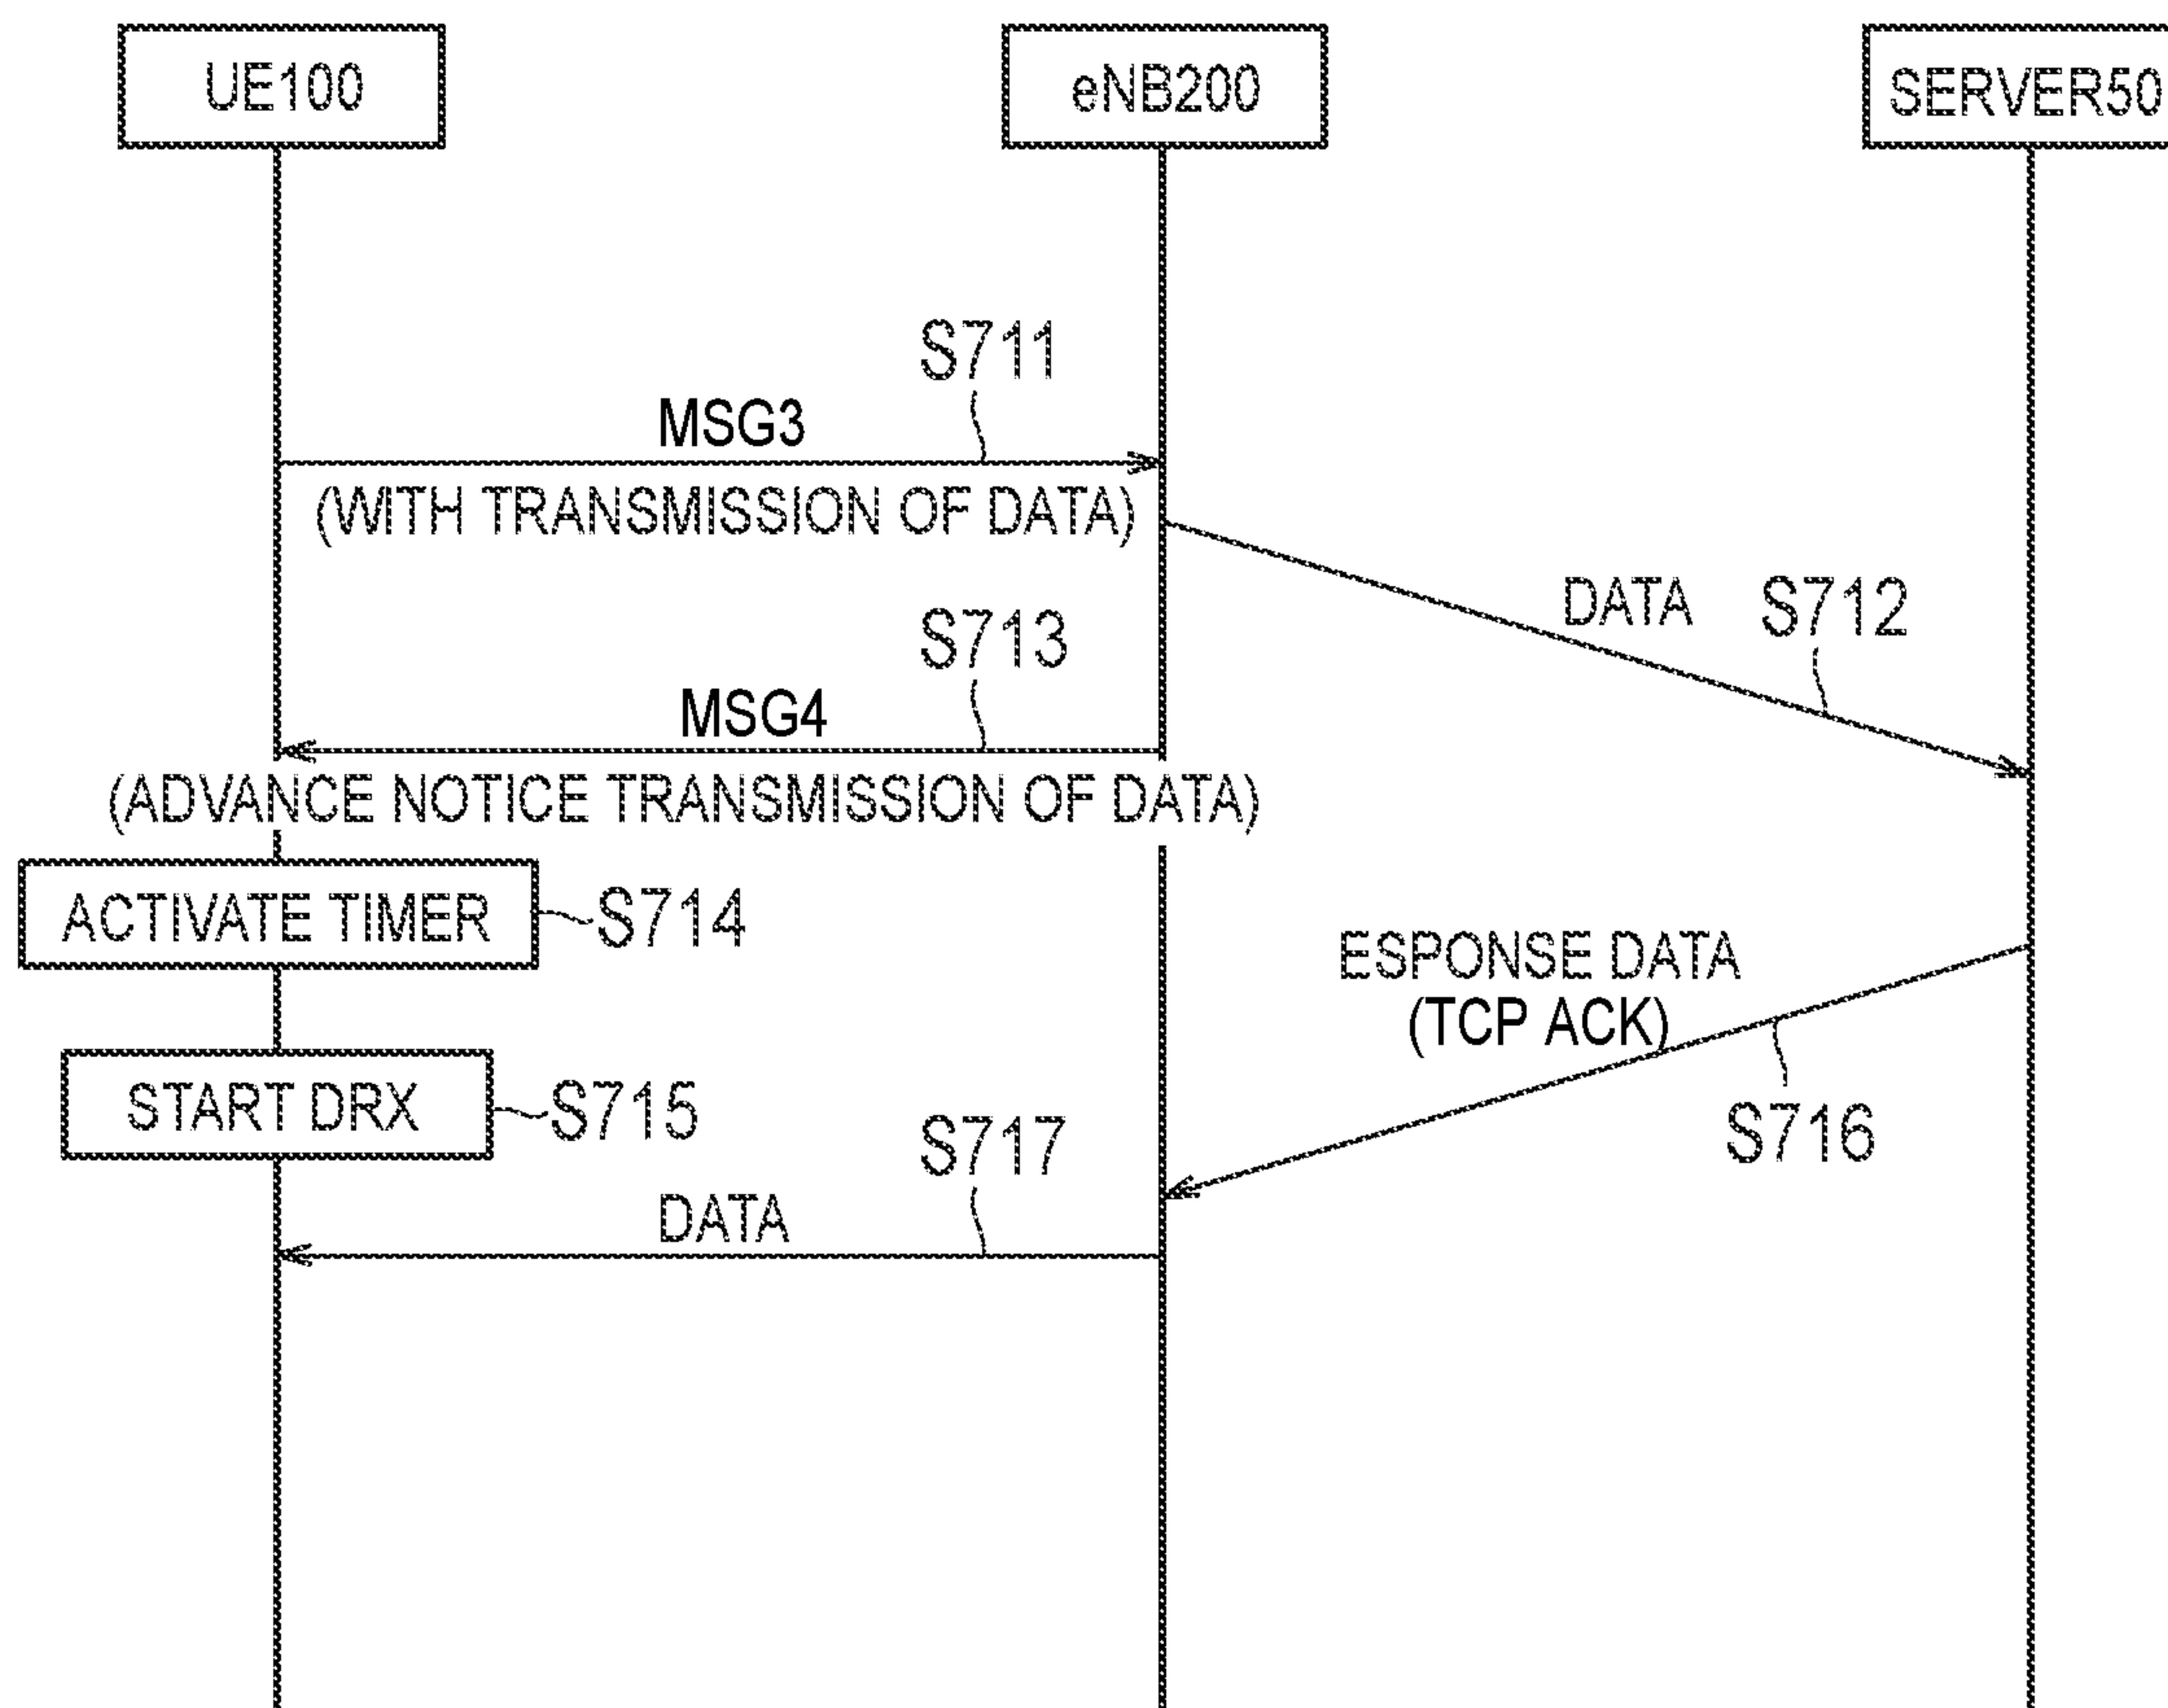 UE100
eNB200
SERVER50
S711
MSG3
(WITH TRANSMISSION OF DATA)
DATA
S712
S713
MSG4
(ADVANCE NOTICE TRANSMISSION OF DATA)
ACTIVATE TIMER
S714
ESPONSE DATA
(TCP ACK)
START DRX
S715
S716
S717
DATA